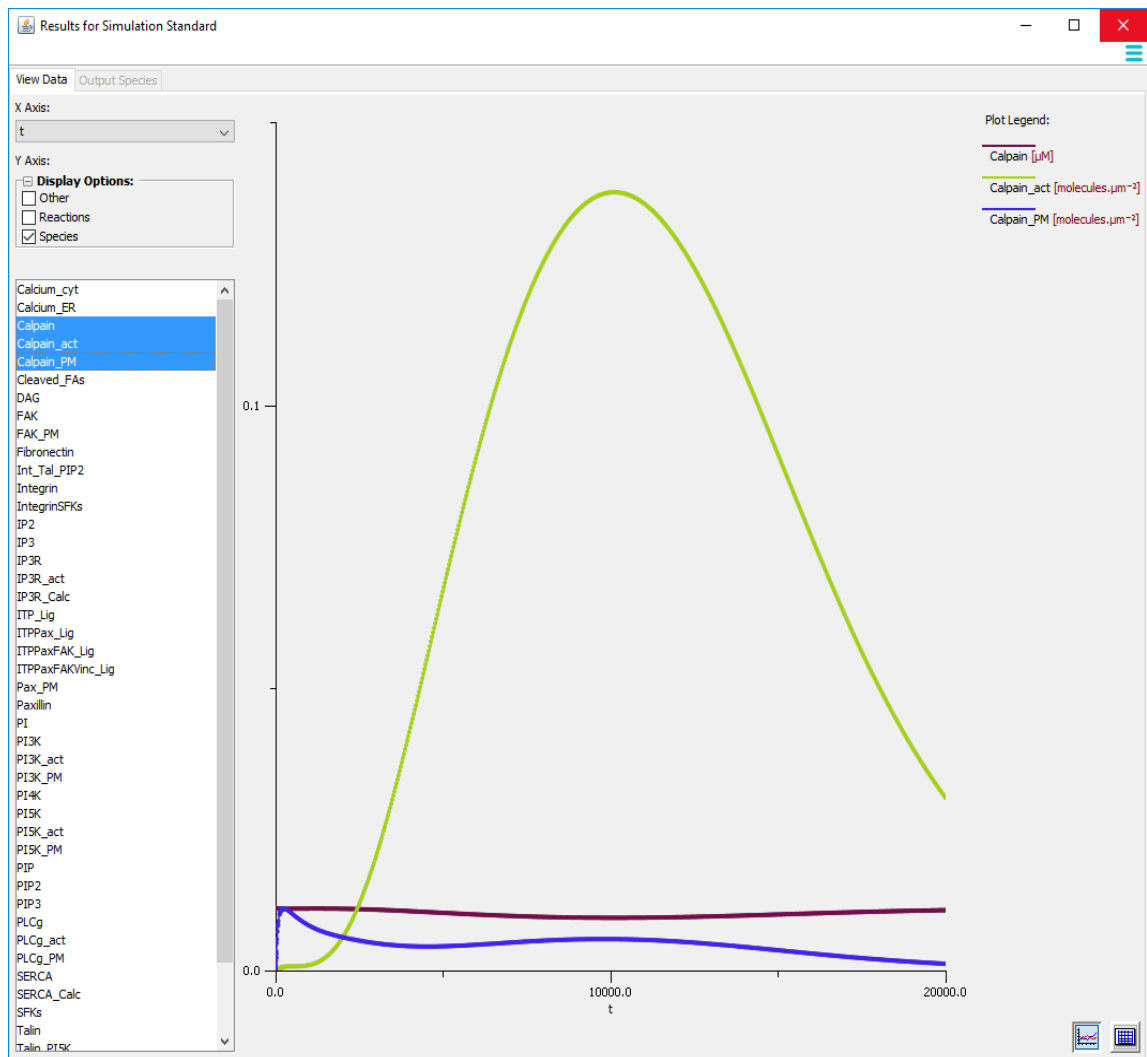 Results for Simulation Standard
View Data
Output Species
X Axis:
t
Y Axis:
Display Options:
Other
Reactions
Species
Calcium_cyt
Calcium_ER
Calpain
Calpain_act
Calpain_PM
Cleaved_FAs
DAG
FAK
FAK_PM
Fibronectin
Int_Tal_PIP2
Integrin
IntegrinSFKs
IP2
IP3
IP3R
IP3R_act
IP3R_Calc
ITP_Lig
ITPPax_Lig
ITPPaxFAK_Lig
ITPPaxFAKVinc_Lig
Pax_PM
Paxillin
PI
PI3K
PI3K_act
PI3K_PM
PI4K
PI5K
PI5K_act
PI5K_PM
PIP
PIP2
PIP3
PLCg
PLCg_act
PLCg_PM
SERCA
SERCA_Calc
SFKs
Talin
Talin_PI5K
0.1
0.0
0.0
10000.0
20000.0
t
Plot Legend:
Calpain [µM]
Calpain_act [molecules.µm⁻²]
Calpain_PM [molecules.µm⁻²]